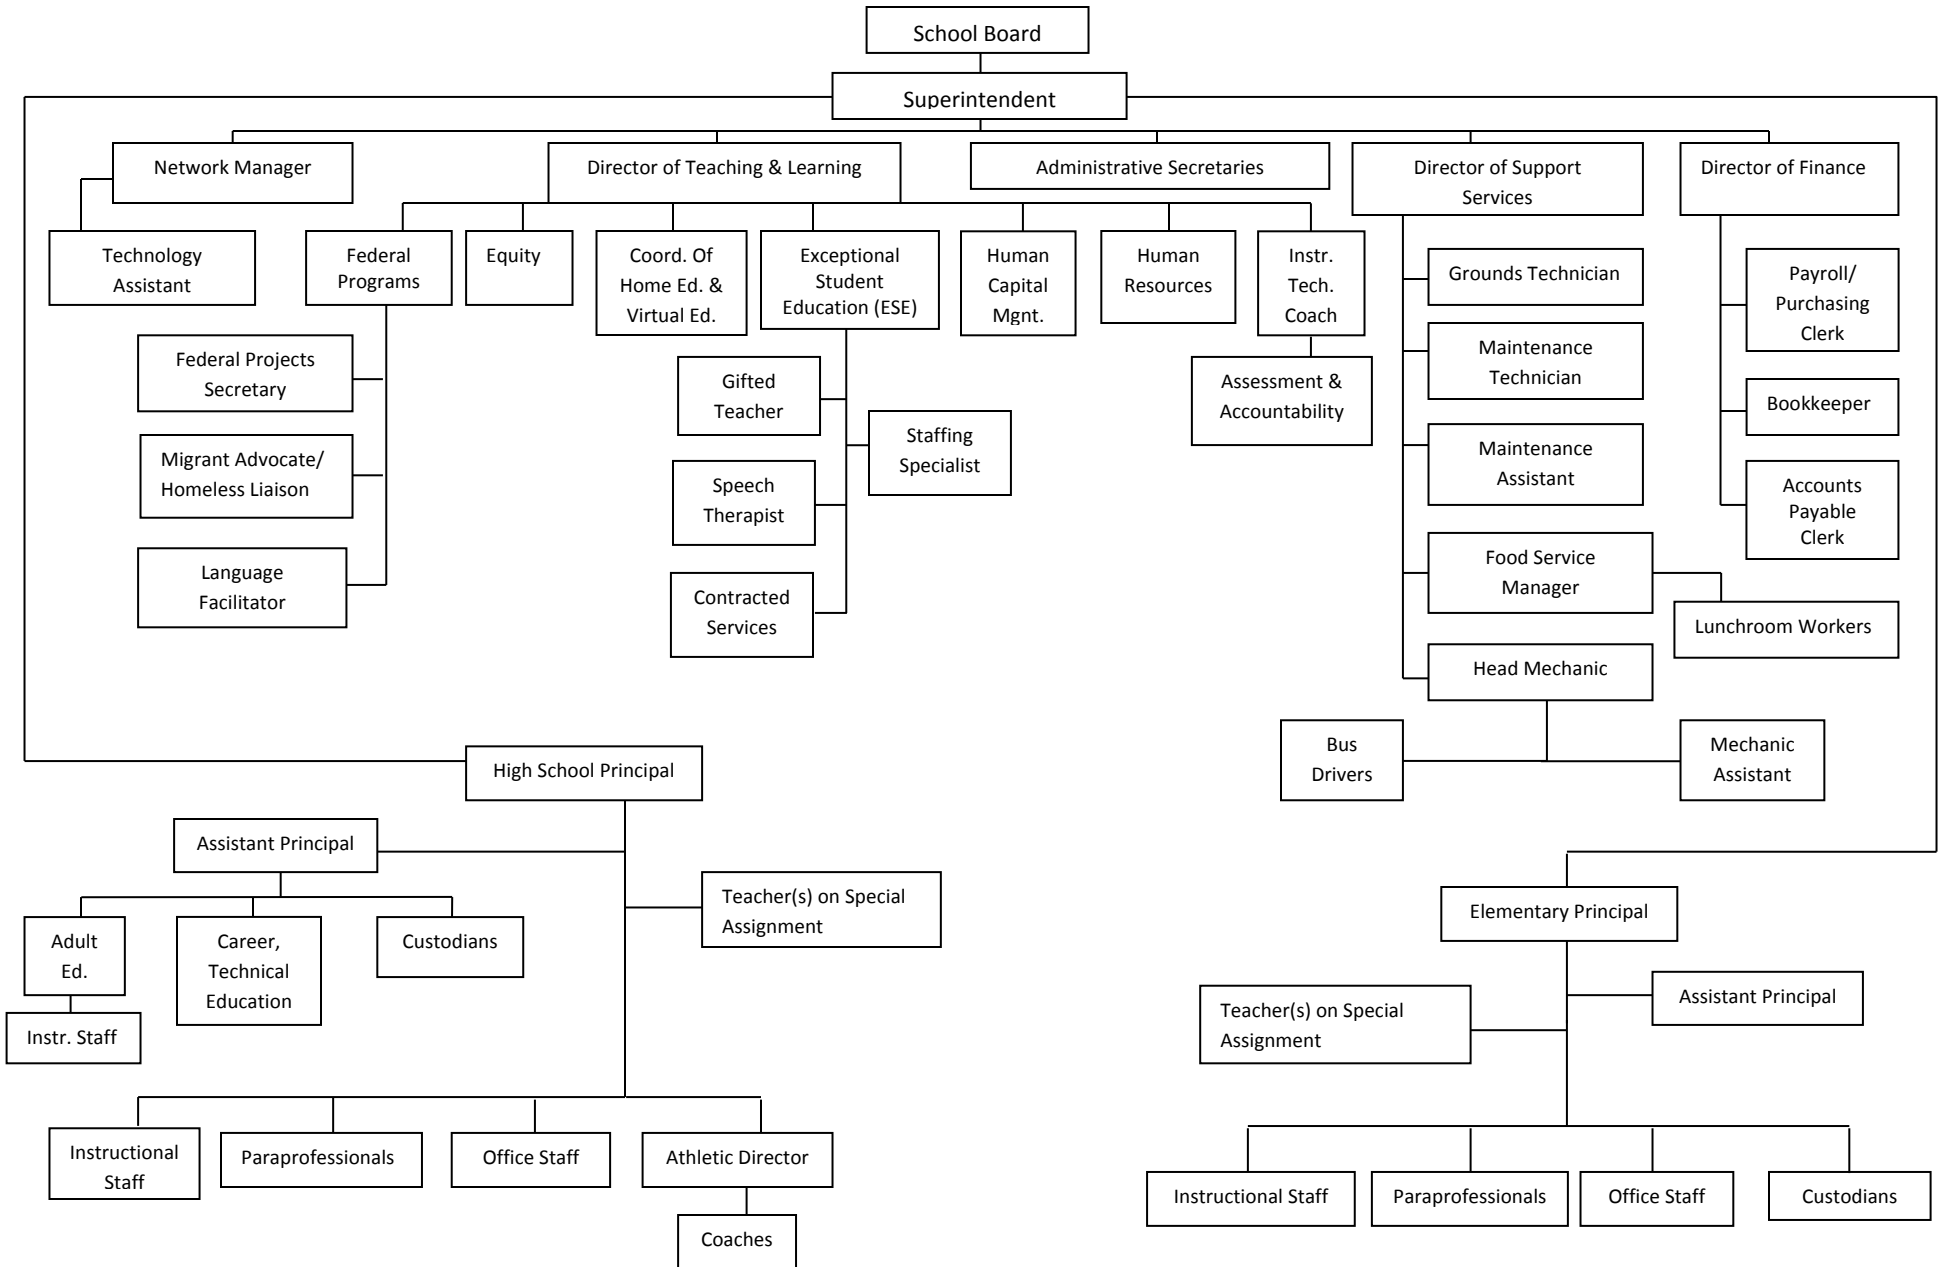 School Board
Superintendent
Network Manager
Director of Teaching & Learning
Administrative Secretaries
Director of Support
Services
Director of Finance
Technology
Assistant
Federal
Programs
Equity
Coord. Of
Home Ed. &
Virtual Ed.
Exceptional
Student
Education (ESE)
Human
Capital
Mgnt.
Human
Resources
Instr.
Tech.
Coach
Grounds Technician
Payroll/
Purchasing
Clerk
Federal Projects
Secretary
Gifted
Teacher
Assessment &
Accountability
Maintenance
Technician
Bookkeeper
Migrant Advocate/
Homeless Liaison
Staffing
Specialist
Maintenance
Assistant
Speech
Therapist
Accounts
Payable
Clerk
Language
Facilitator
Contracted
Services
Food Service
Manager
Lunchroom Workers
Head Mechanic
Bus
Drivers
Mechanic
Assistant
High School Principal
Assistant Principal
Teacher(s) on Special
Assignment
Adult
Ed.
Career,
Technical
Education
Custodians
Instr. Staff
Elementary Principal
Assistant Principal
Teacher(s) on Special
Assignment
Instructional
Staff
Paraprofessionals
Office Staff
Athletic Director
Coaches
Instructional Staff
Paraprofessionals
Office Staff
Custodians